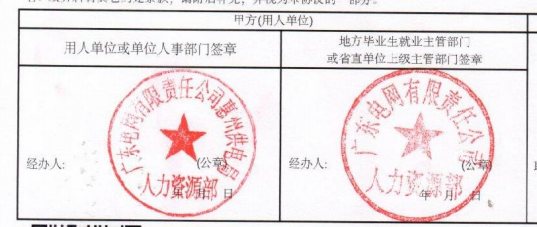 甲方(用人单位)
用人单位或单位人事部门签章
地方毕业生就业主管部门
或省直单位上级主管部门签章
广东电网有限责任公司惠州供电局
人力资源部
经办人:
(公章)
年 月 日
广东电网有限责任公司
人力资源部
经办人:
(公章)
年 月 日